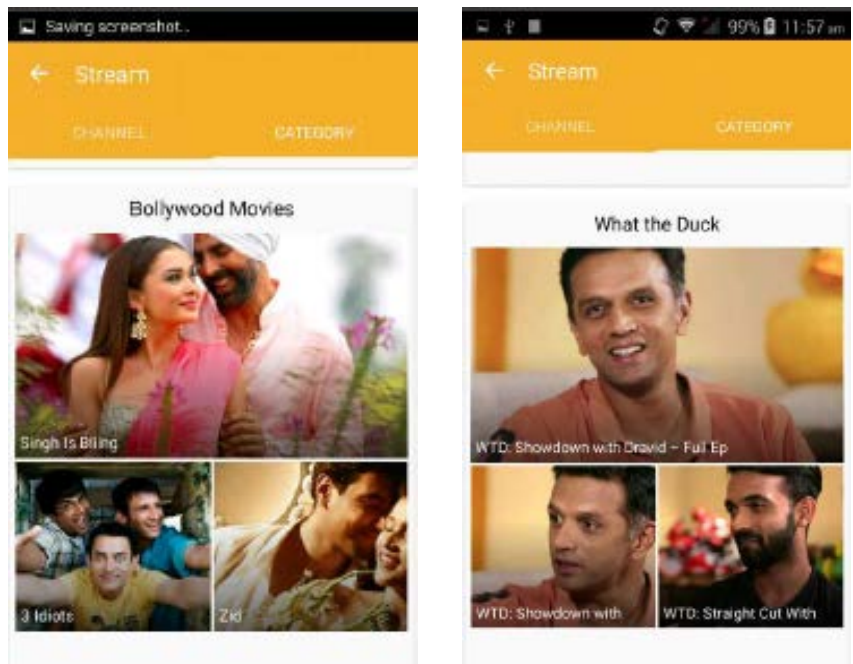 Saving screenshot..
Stream
CHANNEL CATEGORY
Bollywood Movies
Singh Is Bliing
3 Idiots
Zid
99% 11:57 am
Stream
CHANNEL CATEGORY
What the Duck
WTD: Showdown with Dravid – Full Ep
WTD: Showdown with
WTD: Straight Cut With